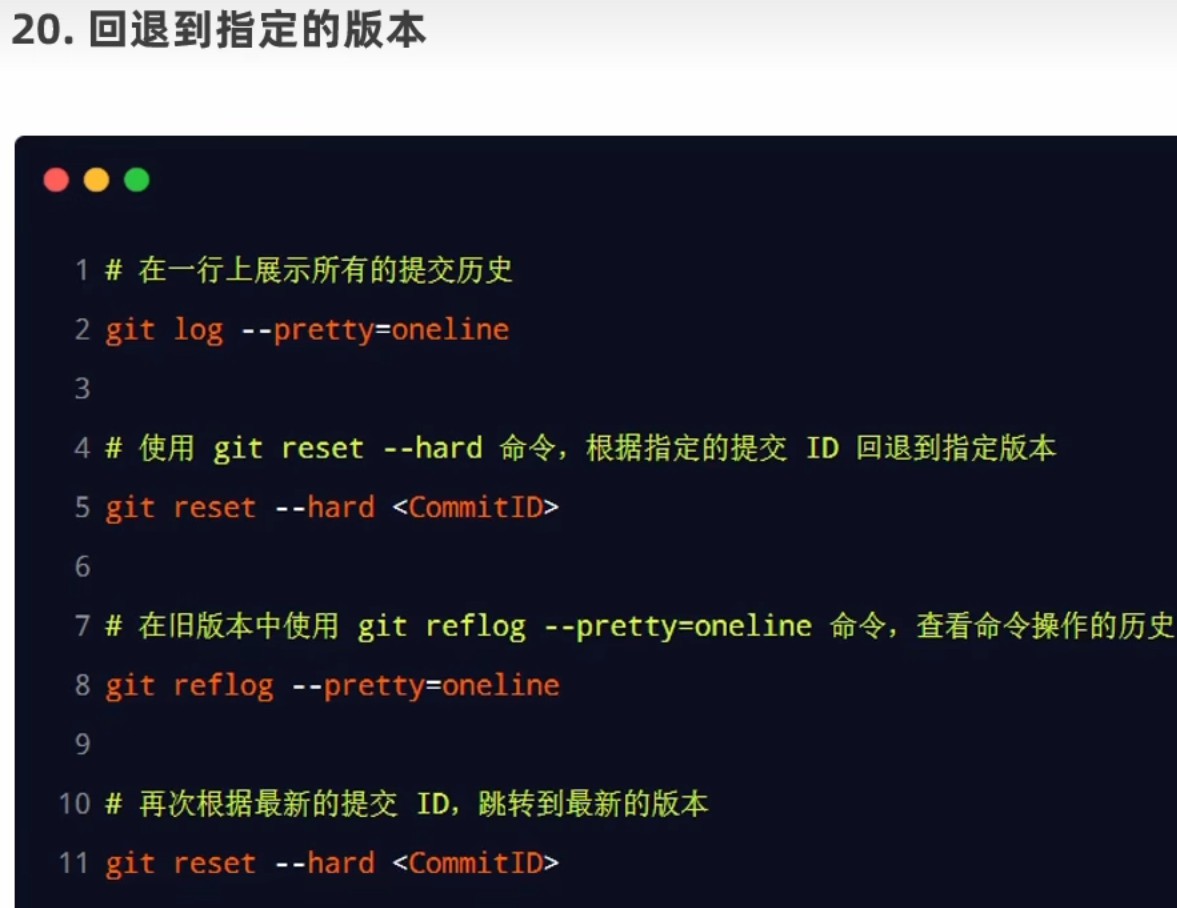 20. 回退到指定的版本
1 # 在一行上展示所有的提交历史
2 git log --pretty=oneline
3
4 # 使用 git reset --hard 命令，根据指定的提交 ID 回退到指定版本
5 git reset --hard <CommitID>
6
7 # 在旧版本中使用 git reflog --pretty=oneline 命令，查看命令操作的历史
8 git reflog --pretty=oneline
9
10 # 再次根据最新的提交 ID，跳转到最新的版本
11 git reset --hard <CommitID>